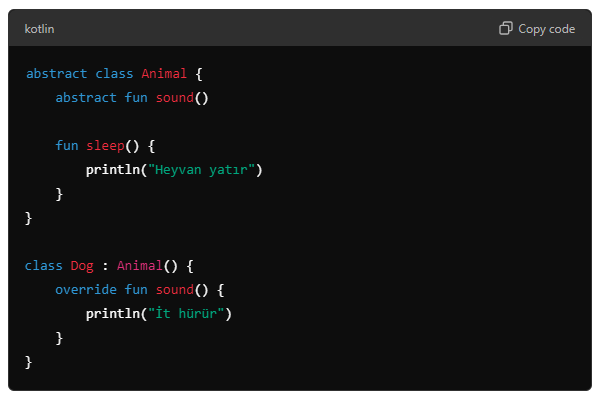 kotlin
Copy code
abstract class Animal {
    abstract fun sound()

    fun sleep() {
        println("Heyvan yatır")
    }
}

class Dog : Animal() {
    override fun sound() {
        println("İt hürür")
    }
}